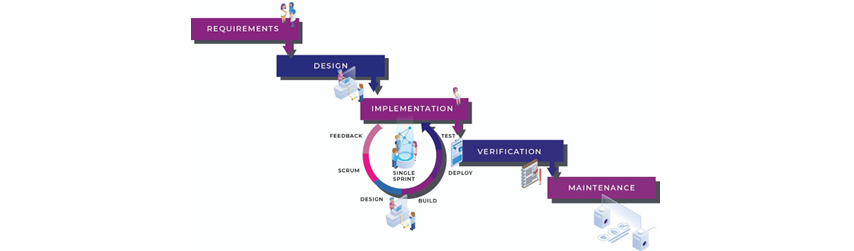 REQUIREMENTS
DESIGN
IMPLEMENTATION
FEEDBACK
TEST
VERIFICATION
SCRUM
SINGLE
SPRINT
DEPLOY
MAINTENANCE
DESIGN
BUILD